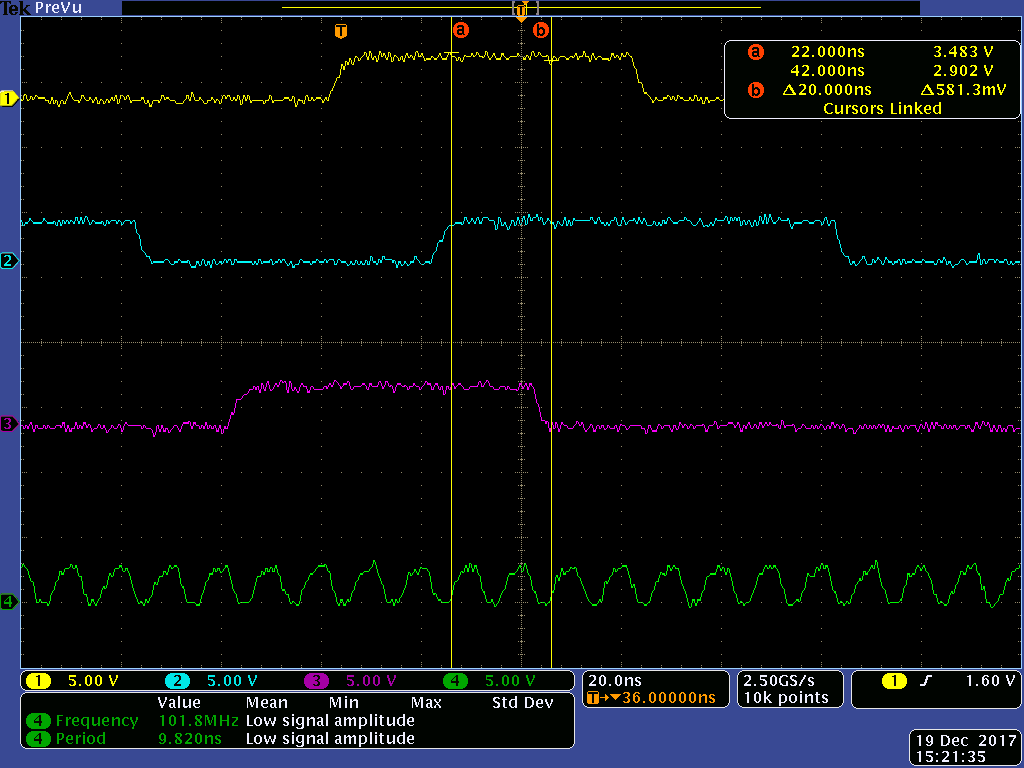 Tek PreVu
T
T
a
b
a 22.000ns 3.483 V
42.000ns 2.902 V
b Δ20.000ns Δ581.3mV
Cursors Linked
1
2
3
4
1 5.00 V 2 5.00 V 3 5.00 V 4 5.00 V
20.0ns
T→▼36.00000ns
2.50GS/s
10k points
1 1.60 V
Value Mean Min Max Std Dev
4 Frequency 101.8MHz Low signal amplitude
4 Period 9.820ns Low signal amplitude
19 Dec 2017
15:21:35